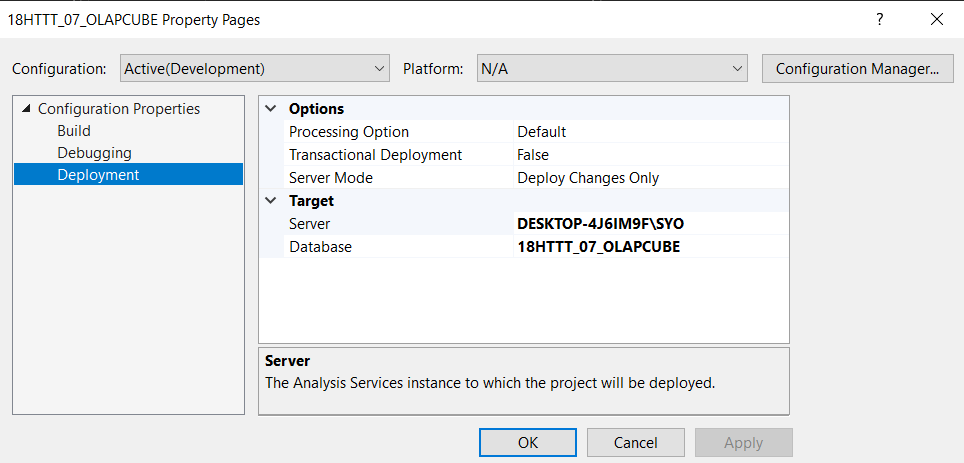 18HTTT_07_OLAPCUBE Property Pages
?
Configuration: Active(Development) Platform: N/A Configuration Manager...
Configuration Properties
Build
Debugging
Deployment
Options
Processing Option Default
Transactional Deployment False
Server Mode Deploy Changes Only
Target
Server DESKTOP-4J6IM9F\SYO
Database 18HTTT_07_OLAPCUBE
Server
The Analysis Services instance to which the project will be deployed.
OK Cancel Apply